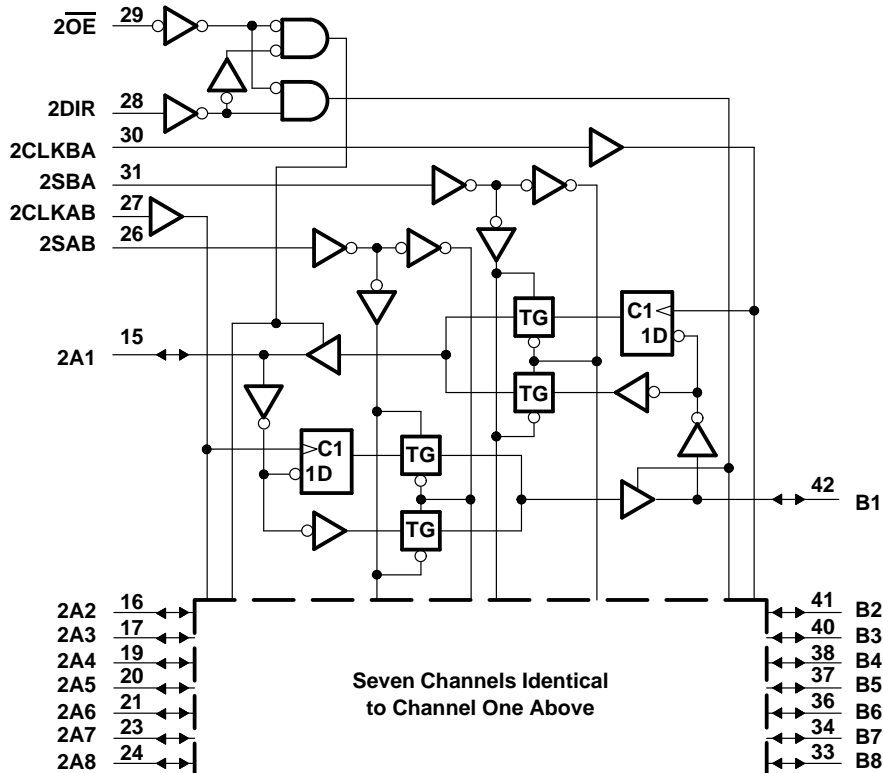 2OE 29
2DIR 28
2CLKBA 30
2SBA 31
2CLKAB 27
2SAB 26
TG C1
1D
2A1 15
TG
C1 TG
1D
42 B1
TG
2A2 16 41 B2
2A3 17 40 B3
2A4 19 38 B4
2A5 20 Seven Channels Identical 37 B5
2A6 21 to Channel One Above 36 B6
2A7 23 34 B7
2A8 24 33 B8